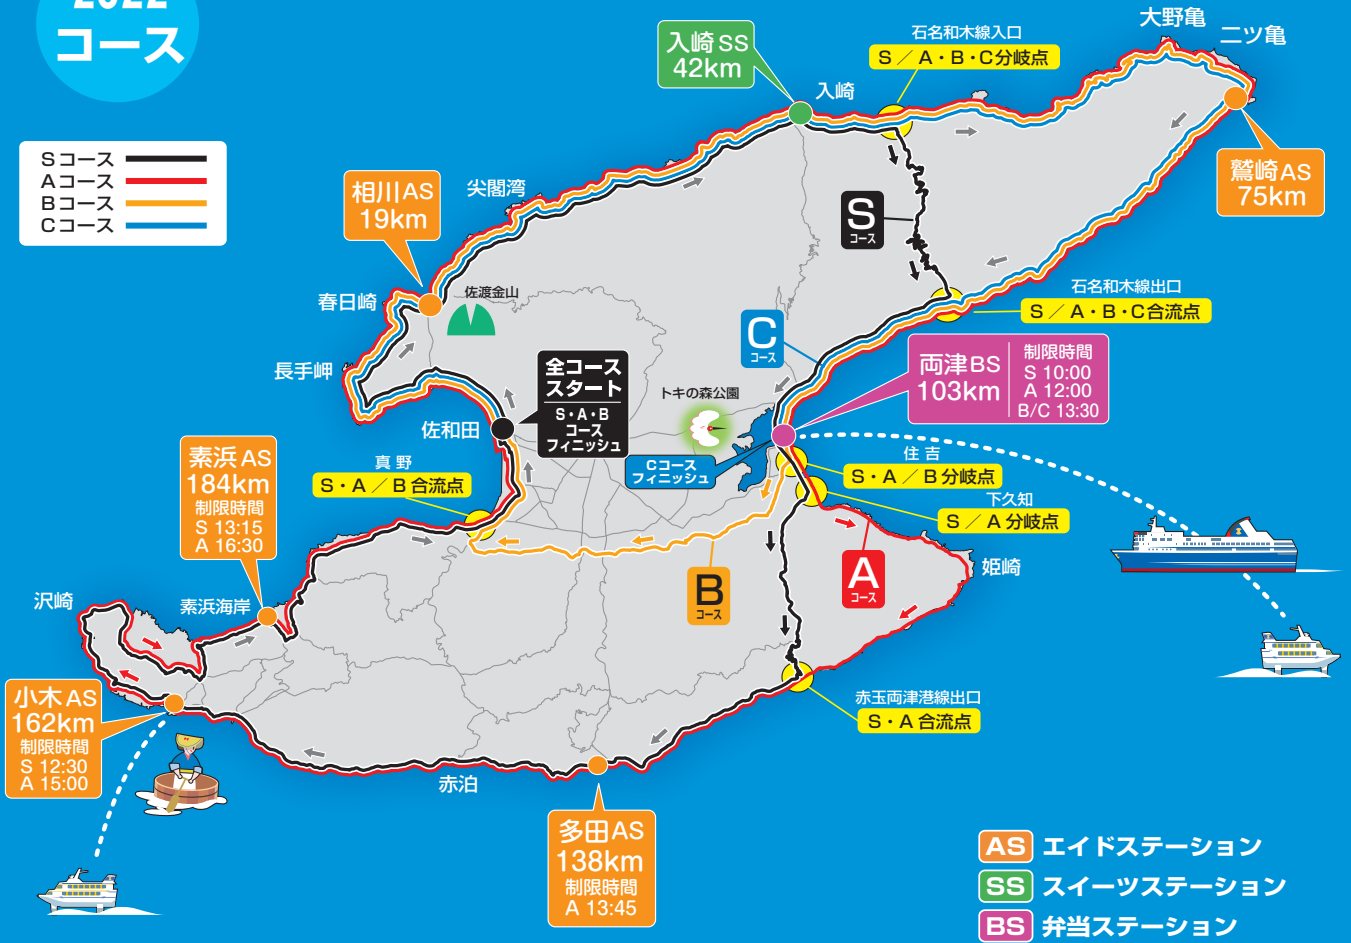 2022
コース
Sコース
Aコース
Bコース
Cコース
入崎SS
42km
石名和木線入口
S／A・B・C分岐点
大野亀
二ツ亀
入崎
鷲崎AS
75km
相川AS
19km
尖閣湾
S
コース
春日崎
佐渡金山
石名和木線出口
S／A・B・C合流点
長手岬
C
コース
両津BS
103km
制限時間
S 10:00
A 12:00
B/C 13:30
全コース
スタート
S・A・B
コース
フィニッシュ
トキの森公園
佐和田
Cコース
フィニッシュ
住吉
S・A／B分岐点
真野
S・A／B合流点
素浜AS
184km
制限時間
S 13:15
A 16:30
下久知
S／A分岐点
姫崎
A
コース
B
コース
沢崎
素浜海岸
小木AS
162km
制限時間
S 12:30
A 15:00
赤玉両津港線出口
S・A合流点
赤泊
多田AS
138km
制限時間
A 13:45
AS エイドステーション
SS スイーツステーション
BS 弁当ステーション